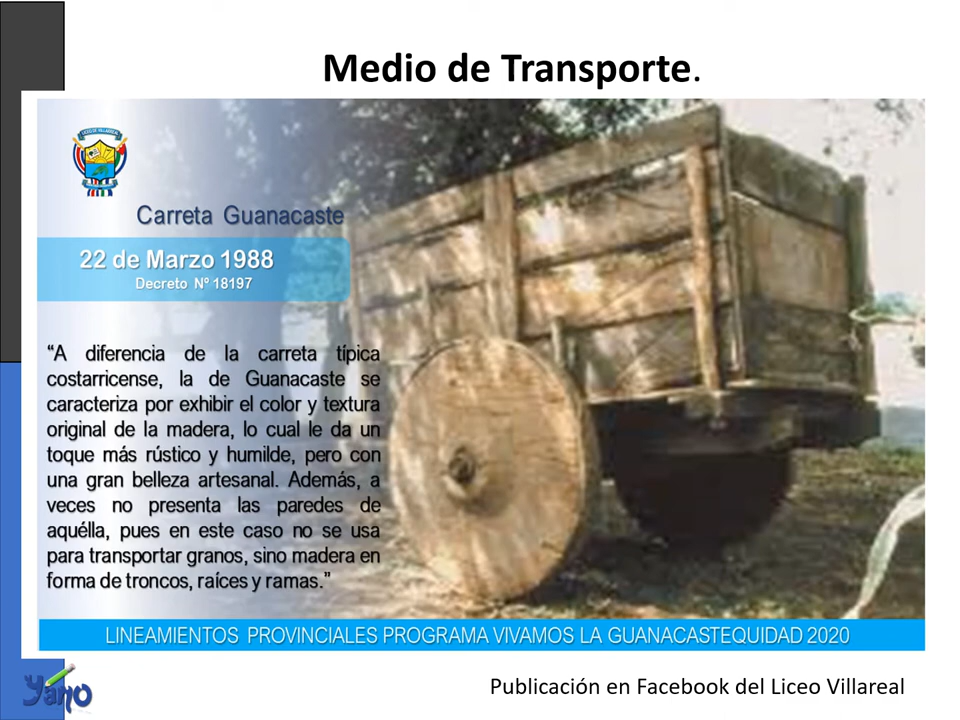 Medio de Transporte.
LICEO DE VILLARREAL
Carreta Guanacaste
22 de Marzo 1988
Decreto Nº 18197
“A diferencia de la carreta típica
costarricense, la de Guanacaste se
caracteriza por exhibir el color y textura
original de la madera, lo cual le da un
toque más rústico y humilde, pero con
una gran belleza artesanal. Además, a
veces no presenta las paredes de
aquélla, pues en este caso no se usa
para transportar granos, sino madera en
forma de troncos, raíces y ramas.”
LINEAMIENTOS PROVINCIALES PROGRAMA VIVAMOS LA GUANACASTEQUIDAD 2020
Yano
Publicación en Facebook del Liceo Villareal